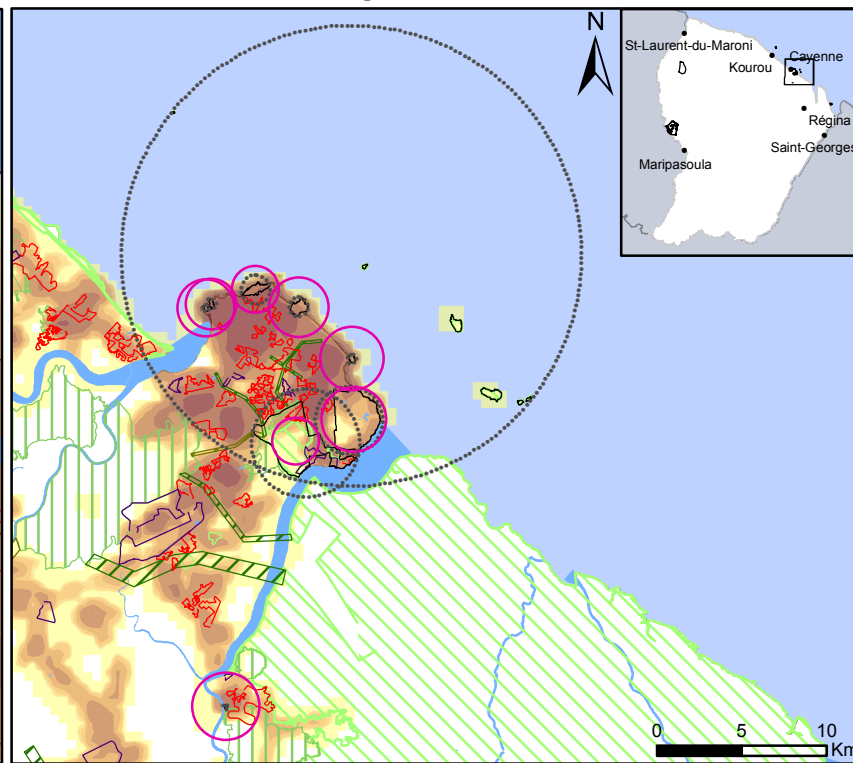 N
St-Laurent-du-Maroni
Cayenne
Kourou
Régina
Saint-Georges
Maripasoula
0 5 10
Km